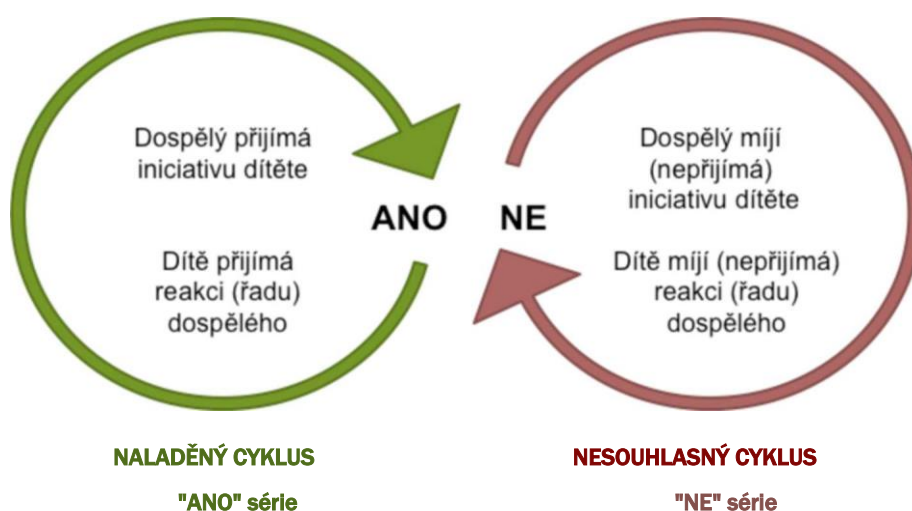 Dospělý přijímá
iniciativu dítěte
Dítě přijímá
reakci (řadu)
dospělého
ANO
NE
Dospělý míjí
(nepřijímá)
iniciativu dítěte
Dítě míjí (nepřijímá)
reakci (řadu)
dospělého
NALADĚNÝ CYKLUS
"ANO" série
NESOUHLASNÝ CYKLUS
"NE" série